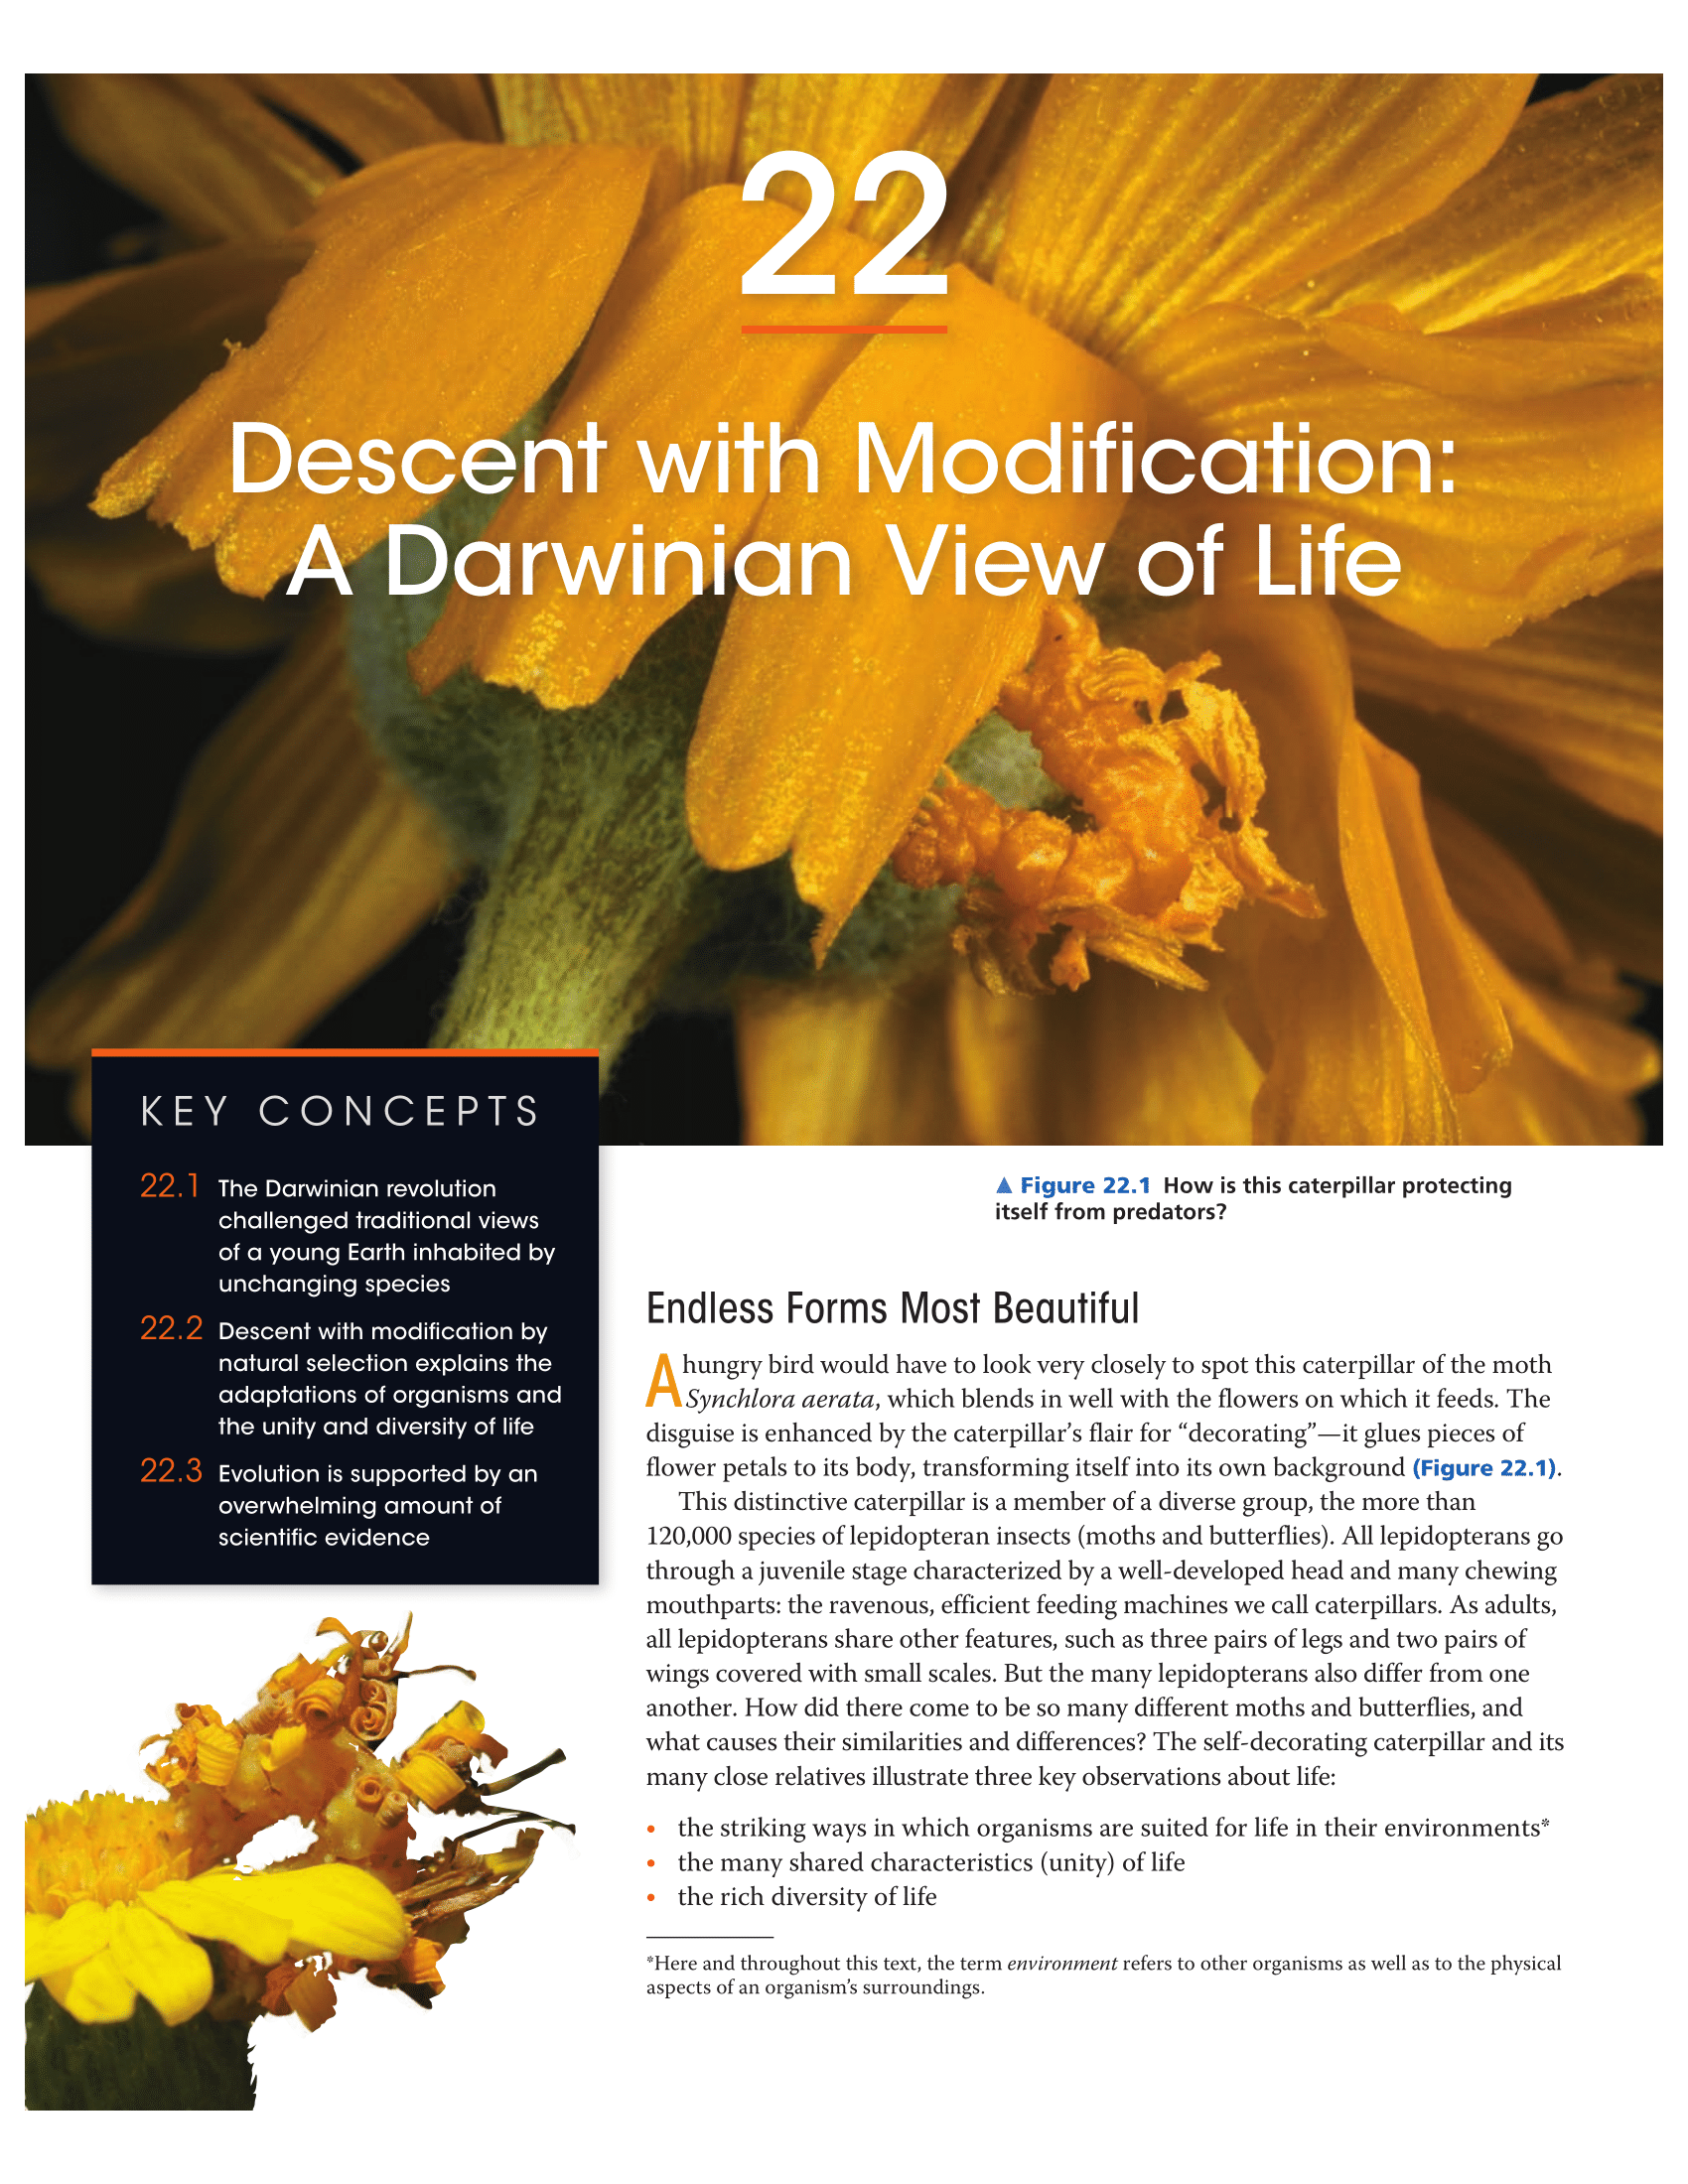 22
Descent with Modification:
A Darwinian View of Life
KEY CONCEPTS
22.1 The Darwinian revolution
challenged traditional views
of a young Earth inhabited by
unchanging species
22.2 Descent with modification by
natural selection explains the
adaptations of organisms and
the unity and diversity of life
22.3 Evolution is supported by an
overwhelming amount of
scientific evidence
▲ Figure 22.1 How is this caterpillar protecting
itself from predators?
Endless Forms Most Beautiful
A hungry bird would have to look very closely to spot this caterpillar of the moth
Synchlora aerata, which blends in well with the flowers on which it feeds. The
disguise is enhanced by the caterpillar’s flair for “decorating”—it glues pieces of
flower petals to its body, transforming itself into its own background (Figure 22.1).
This distinctive caterpillar is a member of a diverse group, the more than
120,000 species of lepidopteran insects (moths and butterflies). All lepidopterans go
through a juvenile stage characterized by a well-developed head and many chewing
mouthparts: the ravenous, efficient feeding machines we call caterpillars. As adults,
all lepidopterans share other features, such as three pairs of legs and two pairs of
wings covered with small scales. But the many lepidopterans also differ from one
another. How did there come to be so many different moths and butterflies, and
what causes their similarities and differences? The self-decorating caterpillar and its
many close relatives illustrate three key observations about life:
• the striking ways in which organisms are suited for life in their environments*
• the many shared characteristics (unity) of life
• the rich diversity of life
*Here and throughout this text, the term environment refers to other organisms as well as to the physical
aspects of an organism’s surroundings.